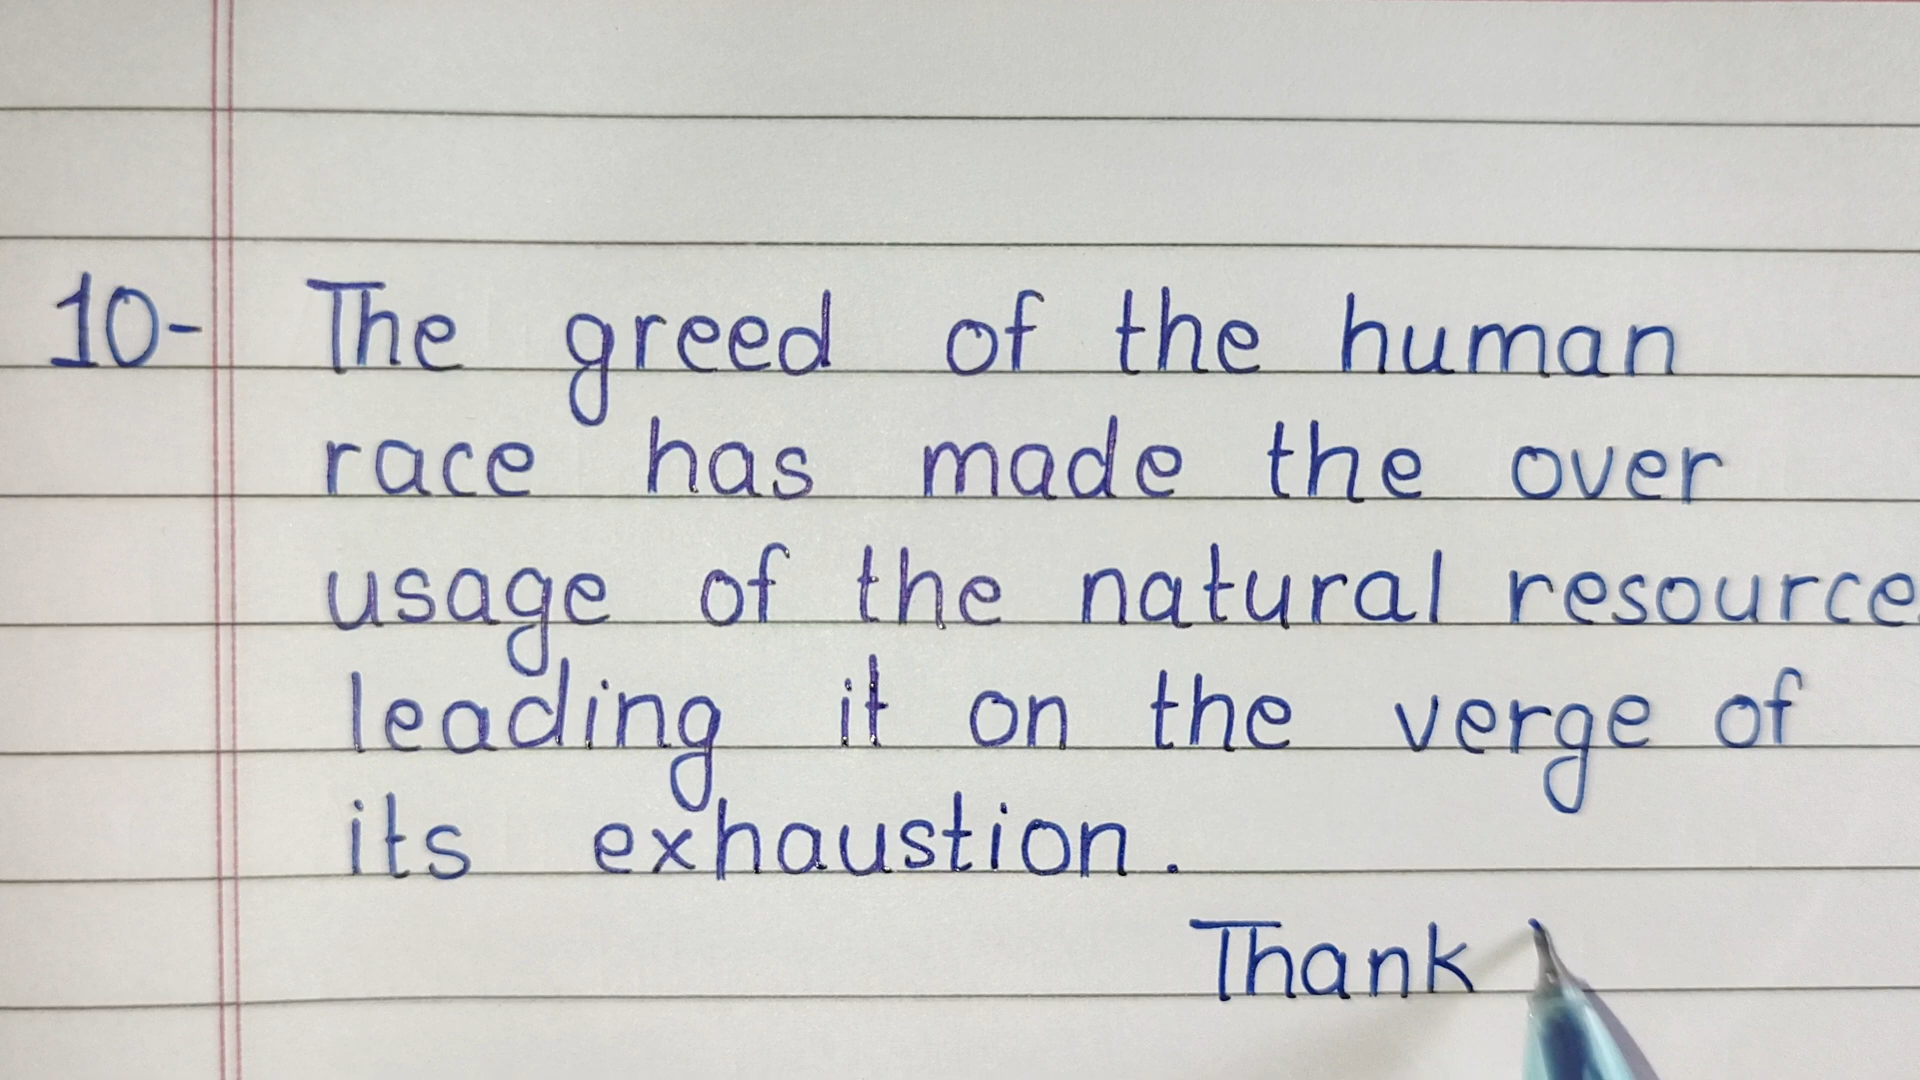 10- The greed of the human
race has made the over
usage of the natural resource
leading it on the verge of
its exhaustion.
Thank